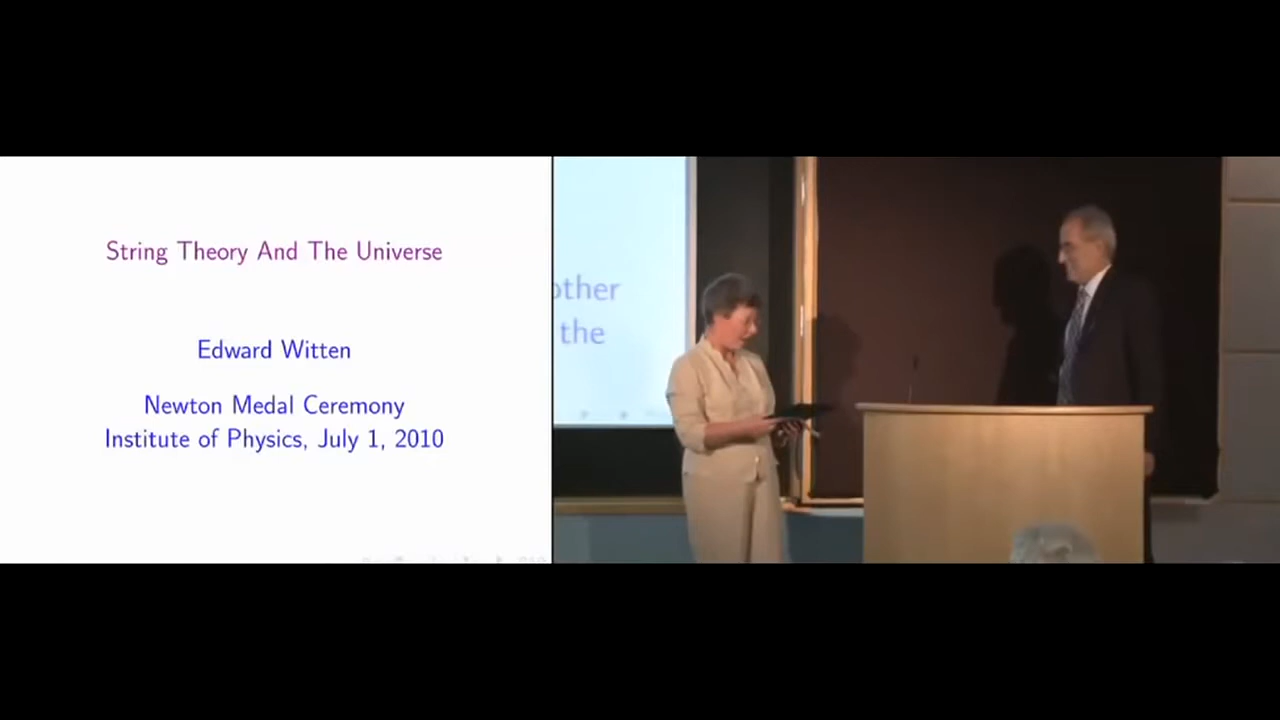 String Theory And The Universe
Edward Witten
Newton Medal Ceremony
Institute of Physics, July 1, 2010
other
the